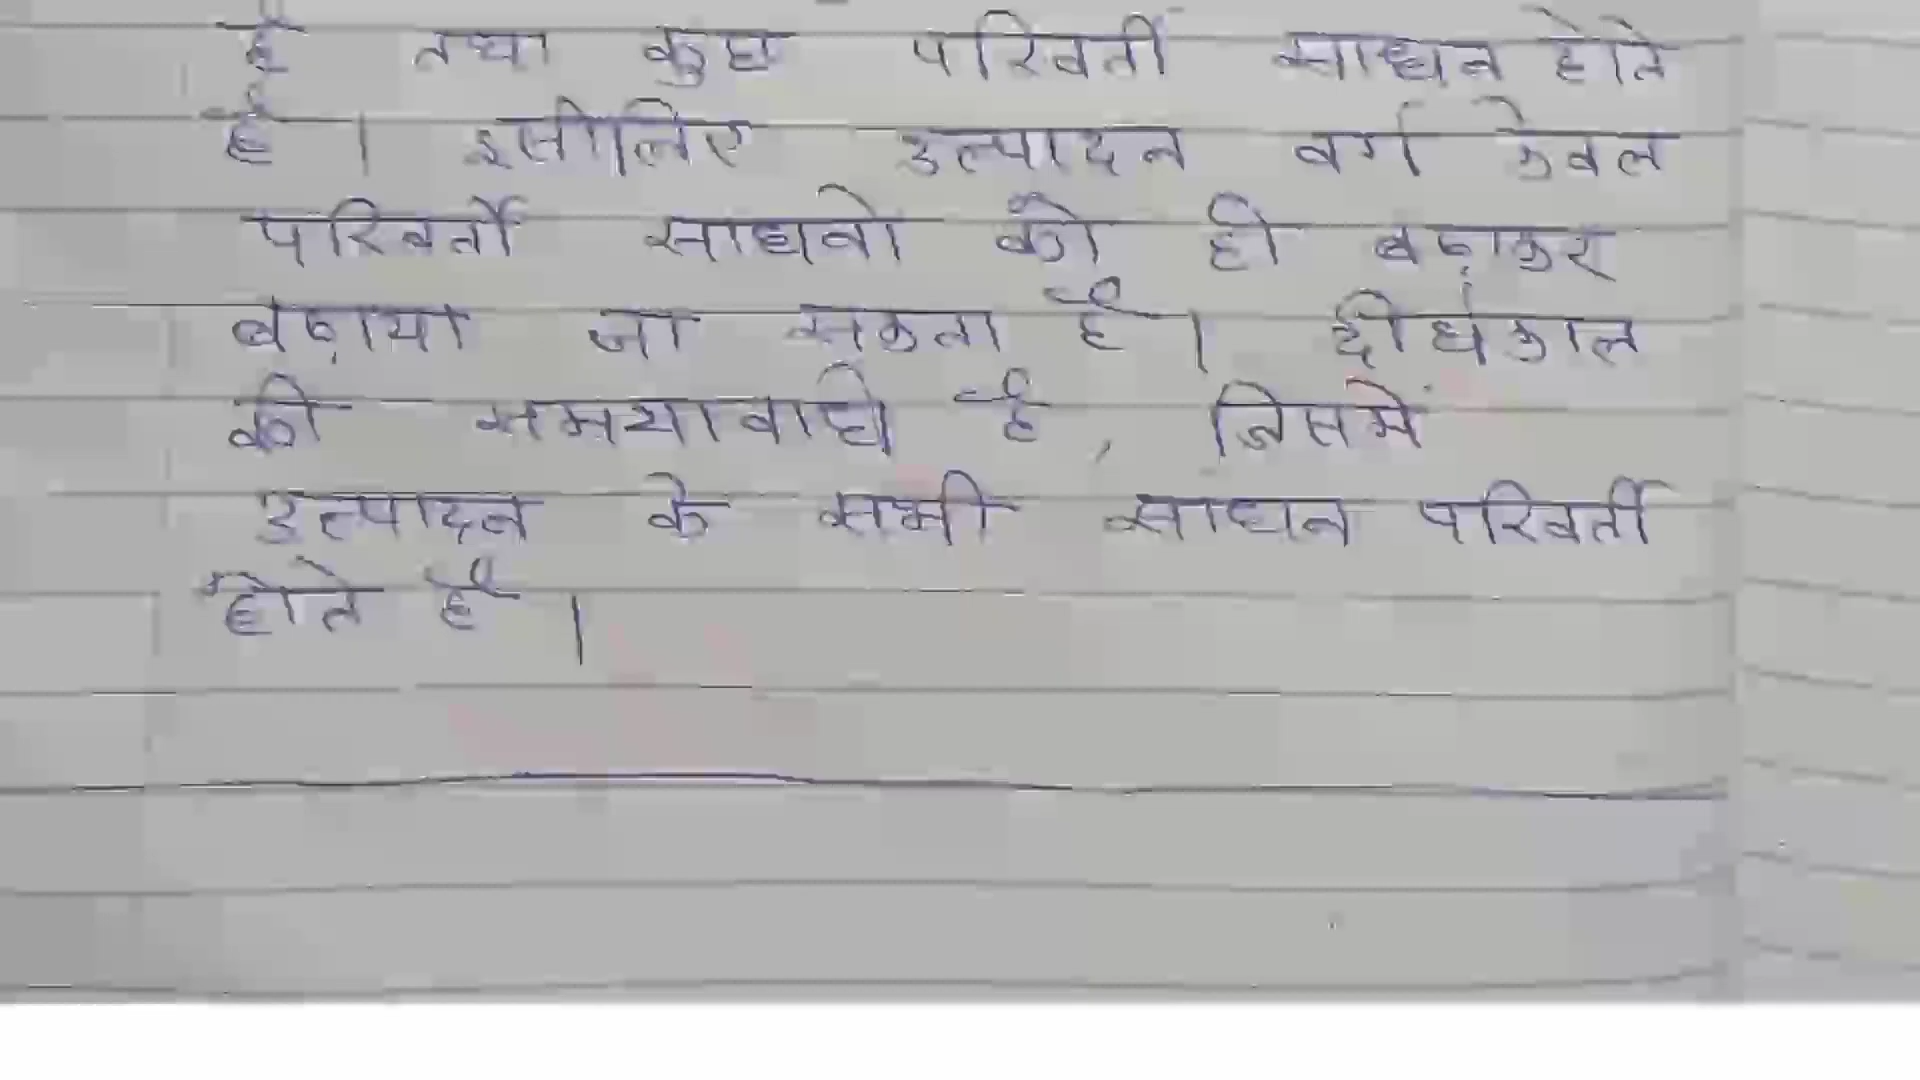 है तथा कुछ परिवर्ती साधन होते
है । इसीलिए उत्पादन वर्ग केवल
परिवर्ती साधनो को ही बढ़ाकर
बढ़ाया जा सकता है । दीर्घकाल
की समयावाधि है , जिसमें
उत्पादन के सभी साधन परिवर्ती
होते है ।